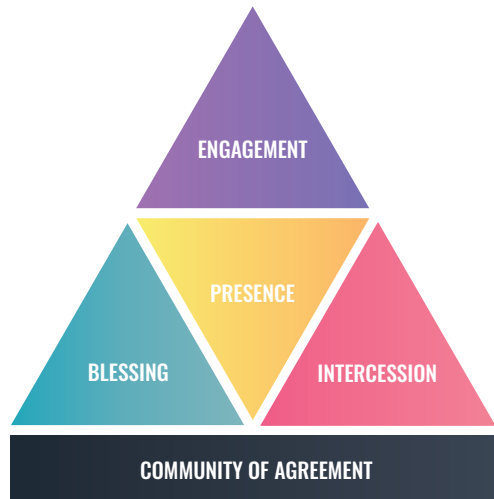 ENGAGEMENT
PRESENCE
BLESSING
INTERCESSION
COMMUNITY OF AGREEMENT